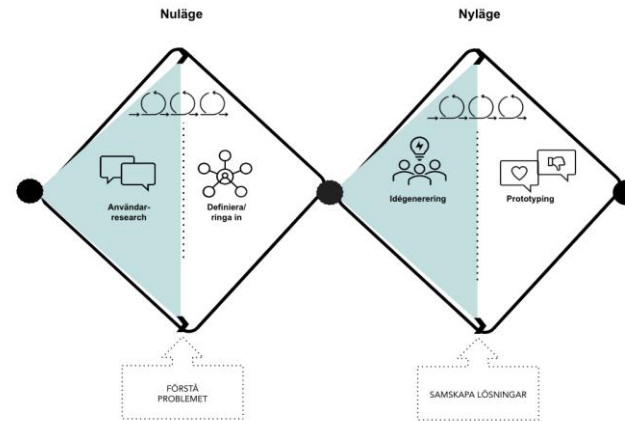 Nuläge
Nyläge
Användar-
research
Definiera/
ringa in
Idégenerering
Prototyping
FÖRSTÅ
PROBLEMET
SAMSKAPA LÖSNINGAR